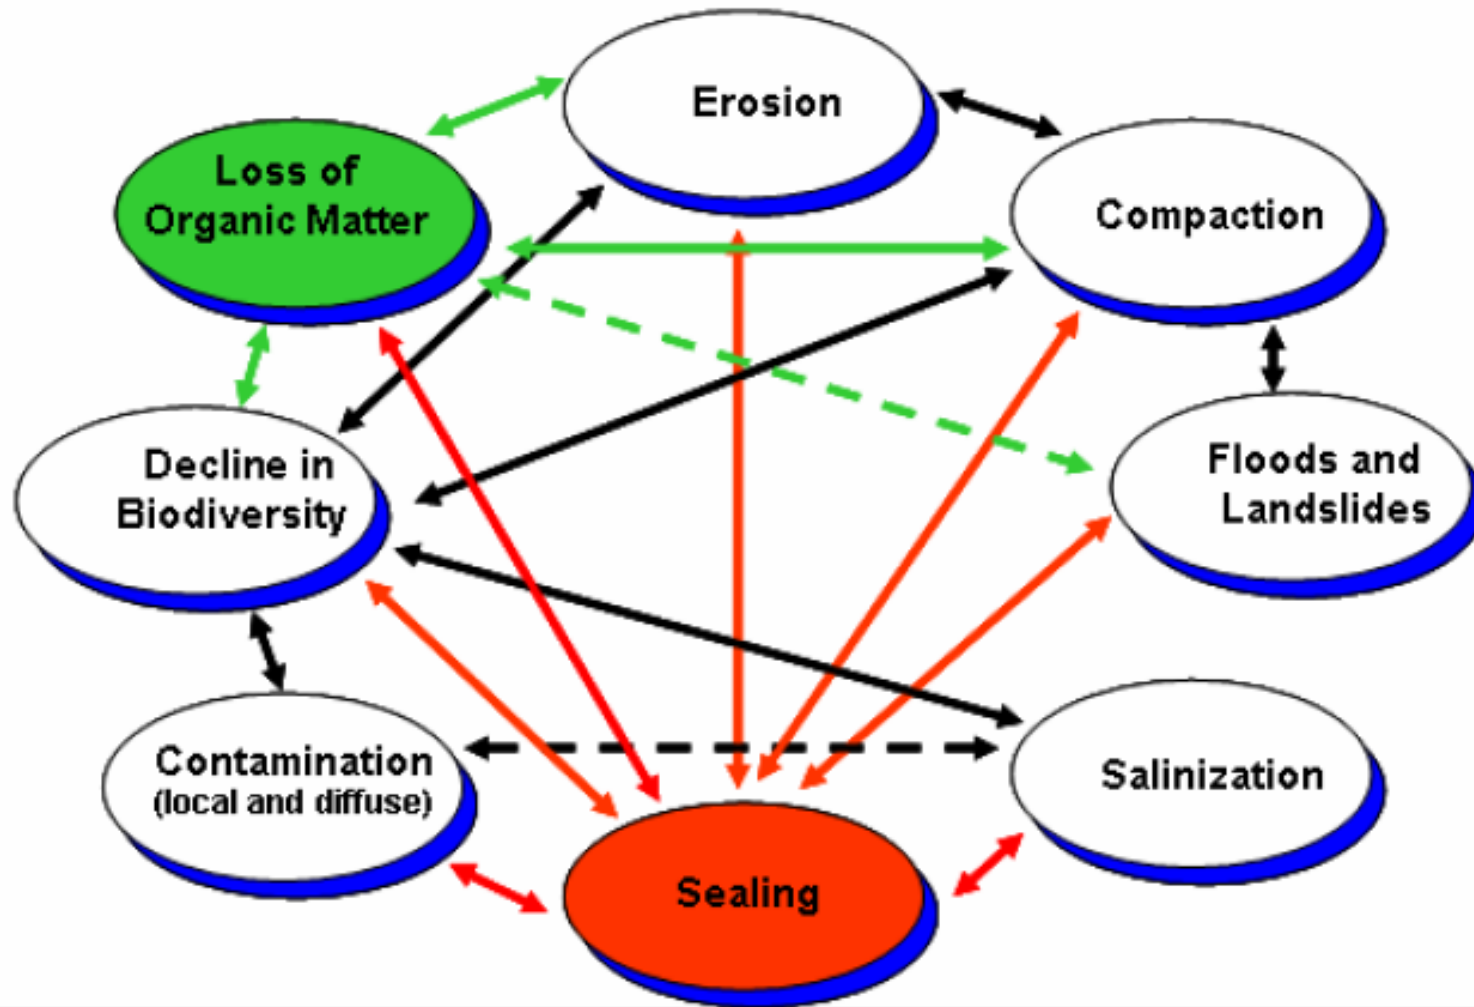 Erosion
Loss of
Organic Matter
Compaction
Decline in
Biodiversity
Floods and
Landslides
Contamination
(local and diffuse)
Salinization
Sealing